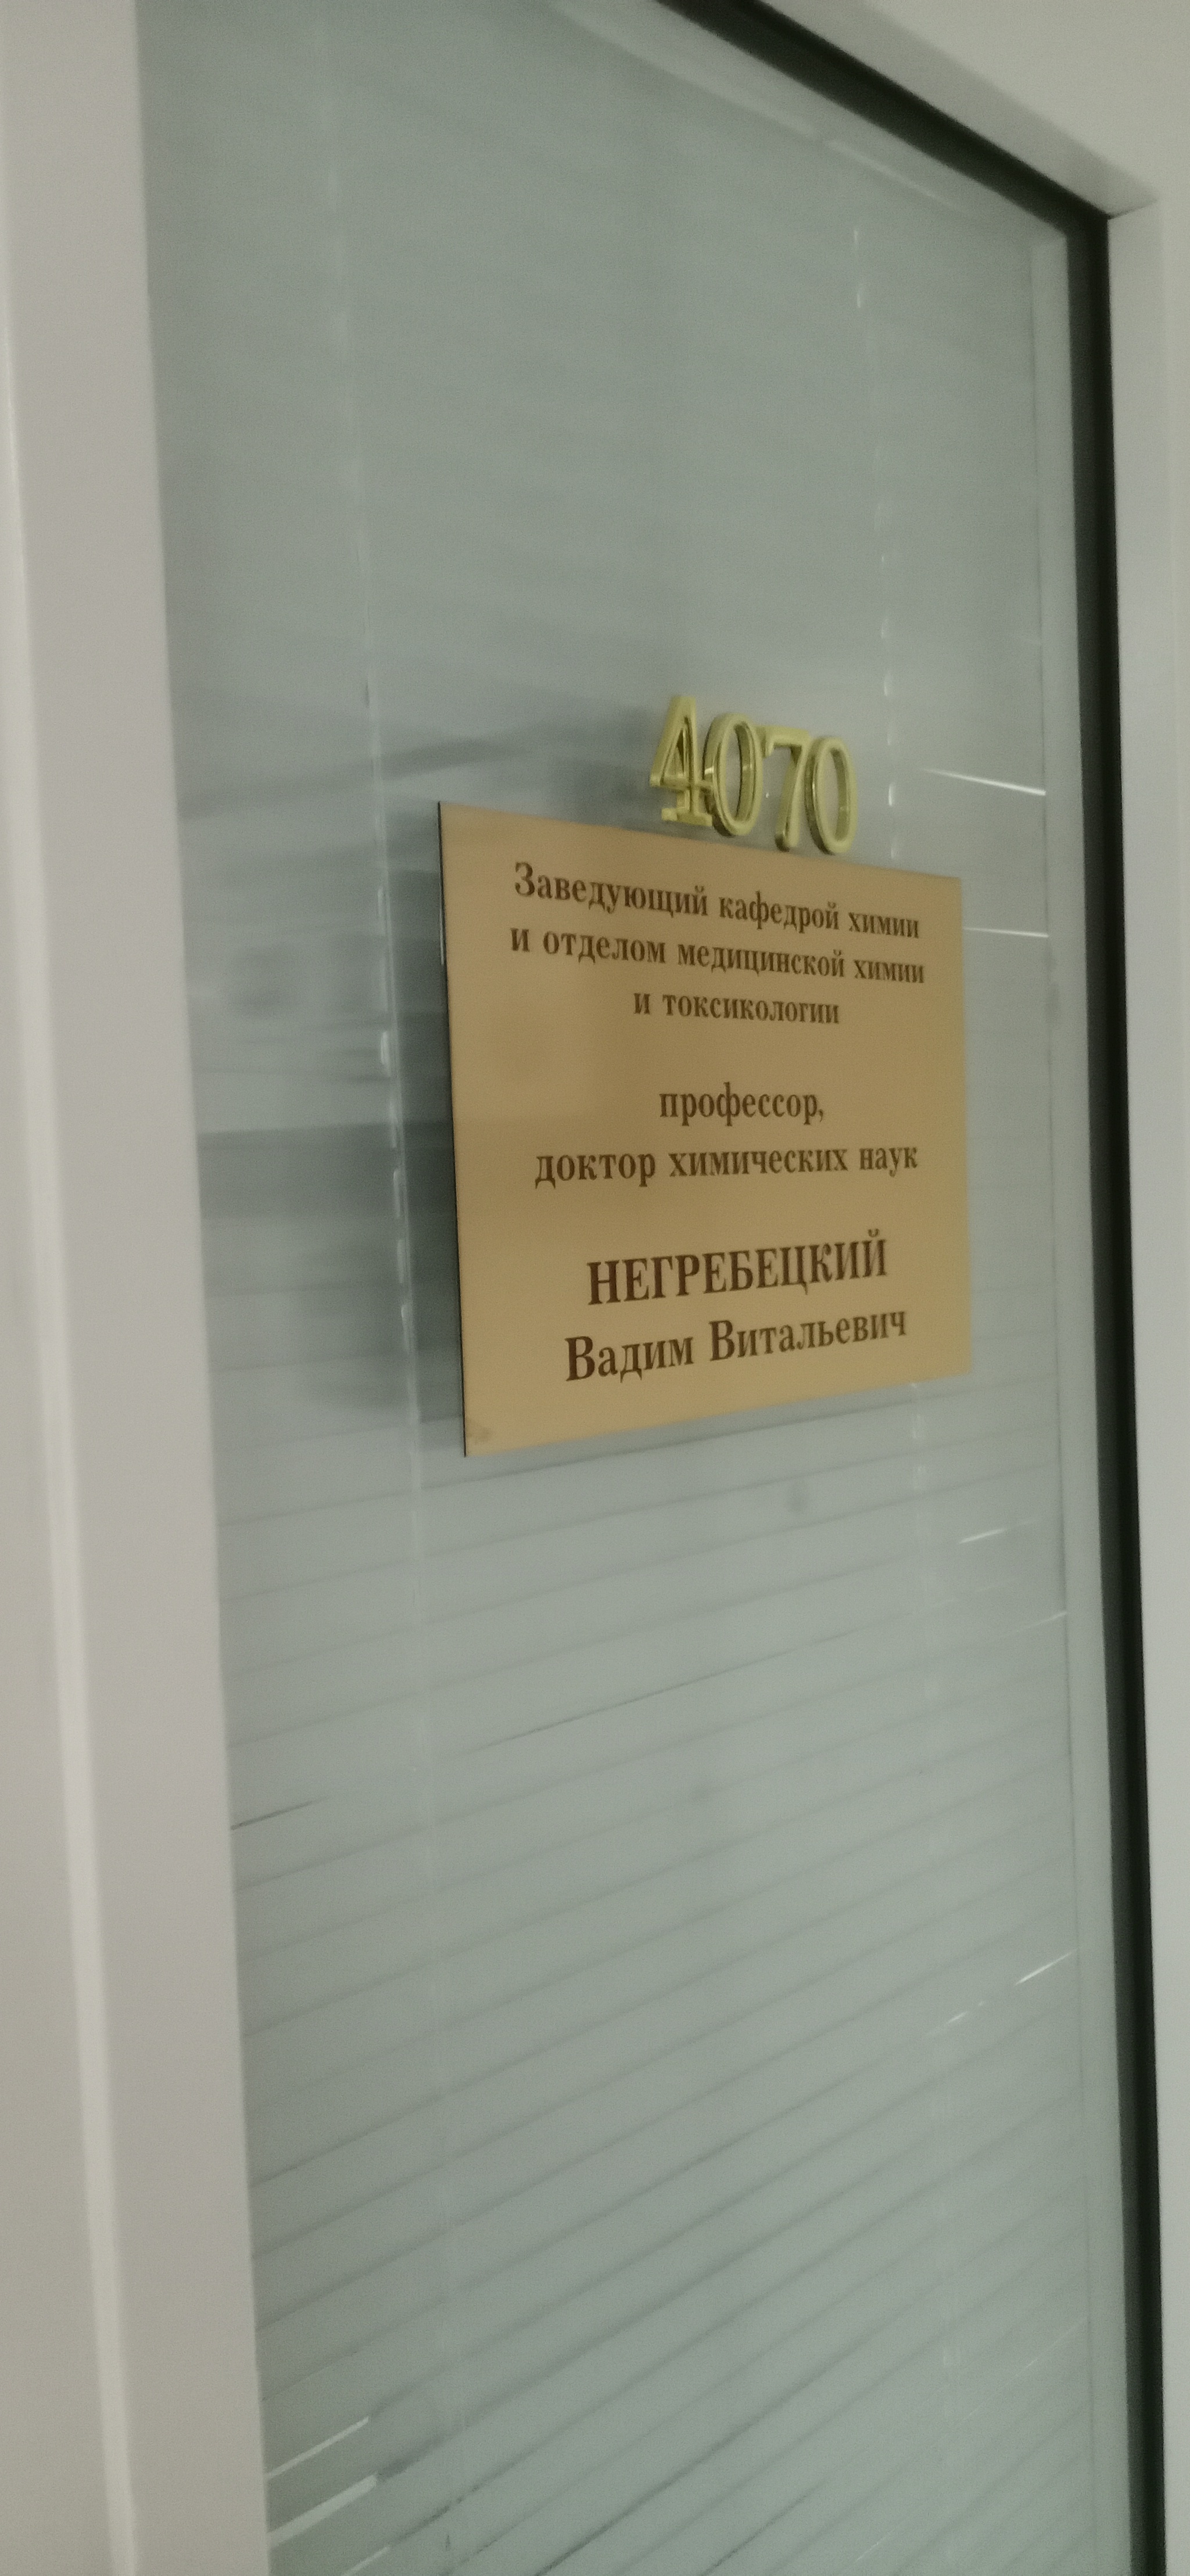 4070
Заведующий кафедрой химии
и отделом медицинской химии
и токсикологии
профессор,
доктор химических наук
НЕГРЕБЕЦКИЙ
Вадим Витальевич